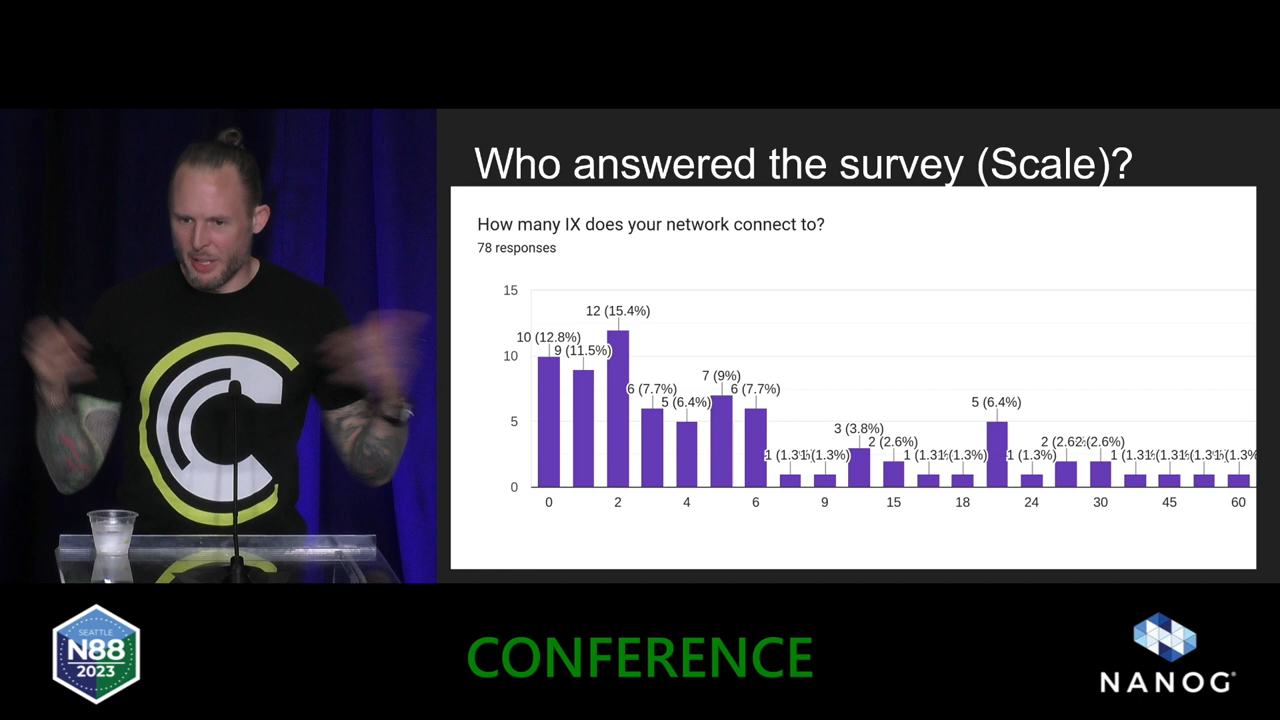 Who answered the survey (Scale)?
How many IX does your network connect to?
78 responses
15
10
5
0
10 (12.8%)
9 (11.5%)
12 (15.4%)
6 (7.7%)
5 (6.4%)
7 (9%)
6 (7.7%)
3 (3.8%)
2 (2.6%)
5 (6.4%)
1 (1.3%)
0 2 4 6 9 15 18 24 30 45 60
SEATTLE
N88
2023
CONFERENCE
NANOG